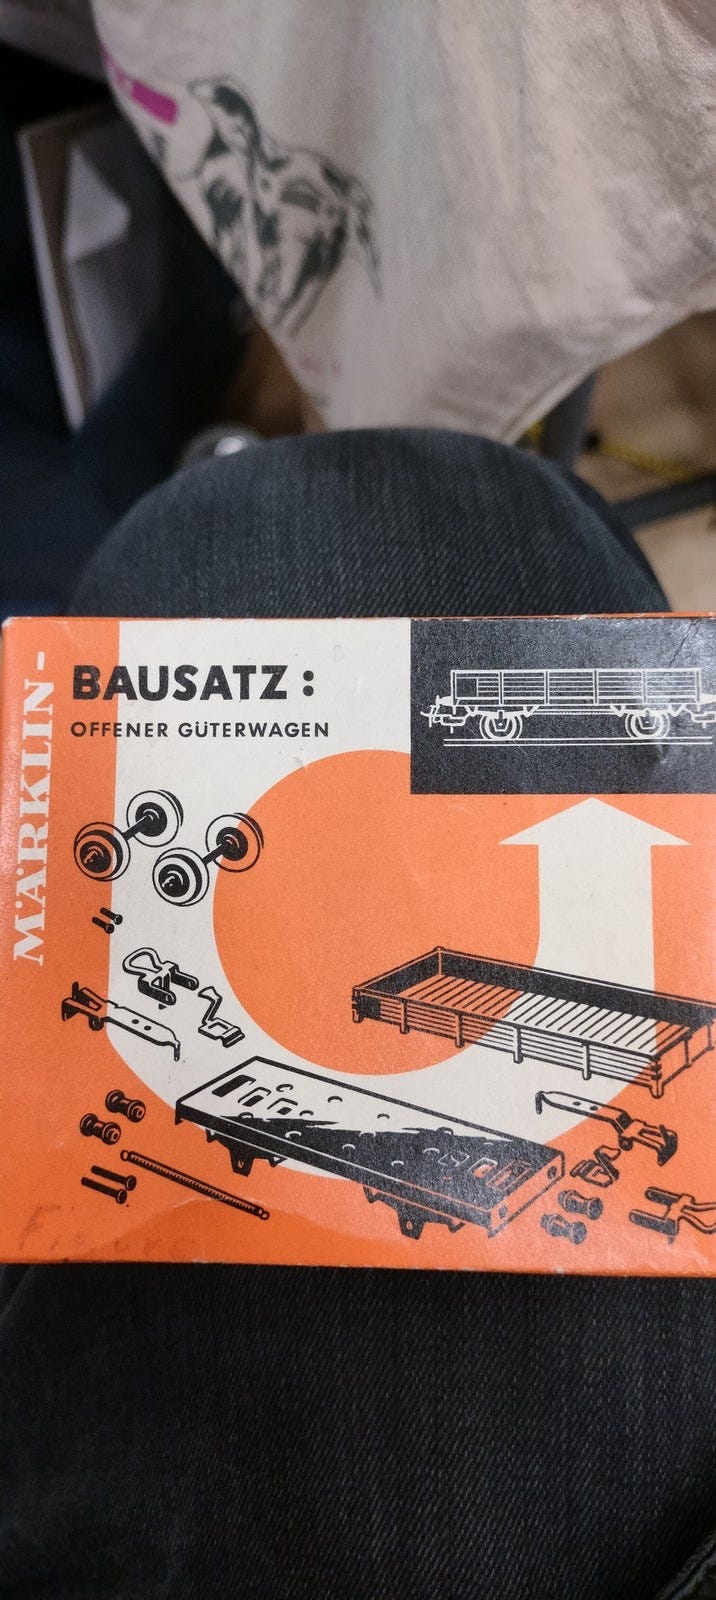 MÄRKLIN-
BAUSATZ:
OFFENER GÜTERWAGEN